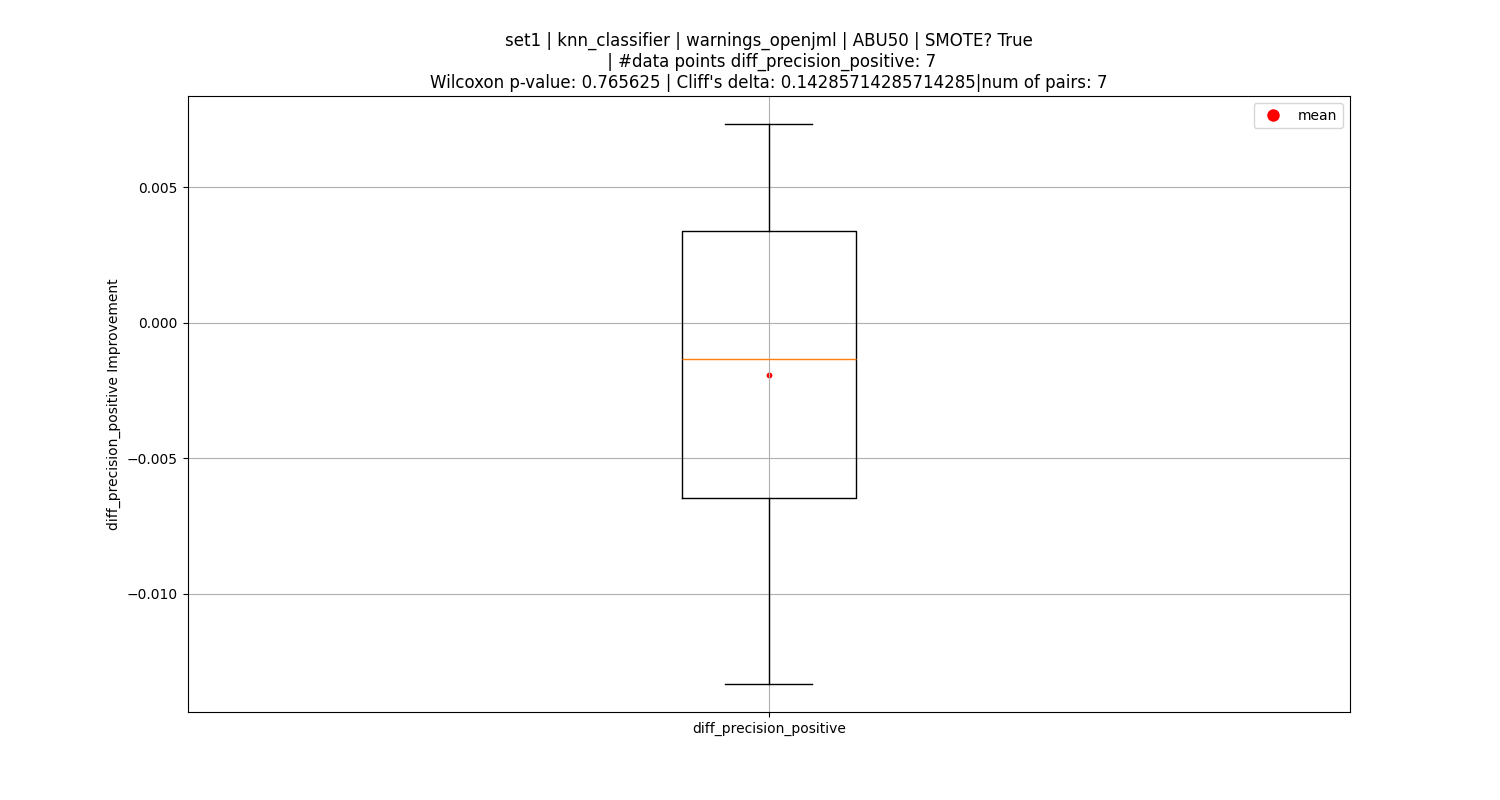 set1 | knn_classifier | warnings_openjml | ABU50 | SMOTE? True
| #data points diff_precision_positive: 7
Wilcoxon p-value: 0.765625 | Cliff's delta: 0.14285714285714285|num of pairs: 7
mean
0.005
0.000
−0.005
−0.010
diff_precision_positive Improvement
diff_precision_positive